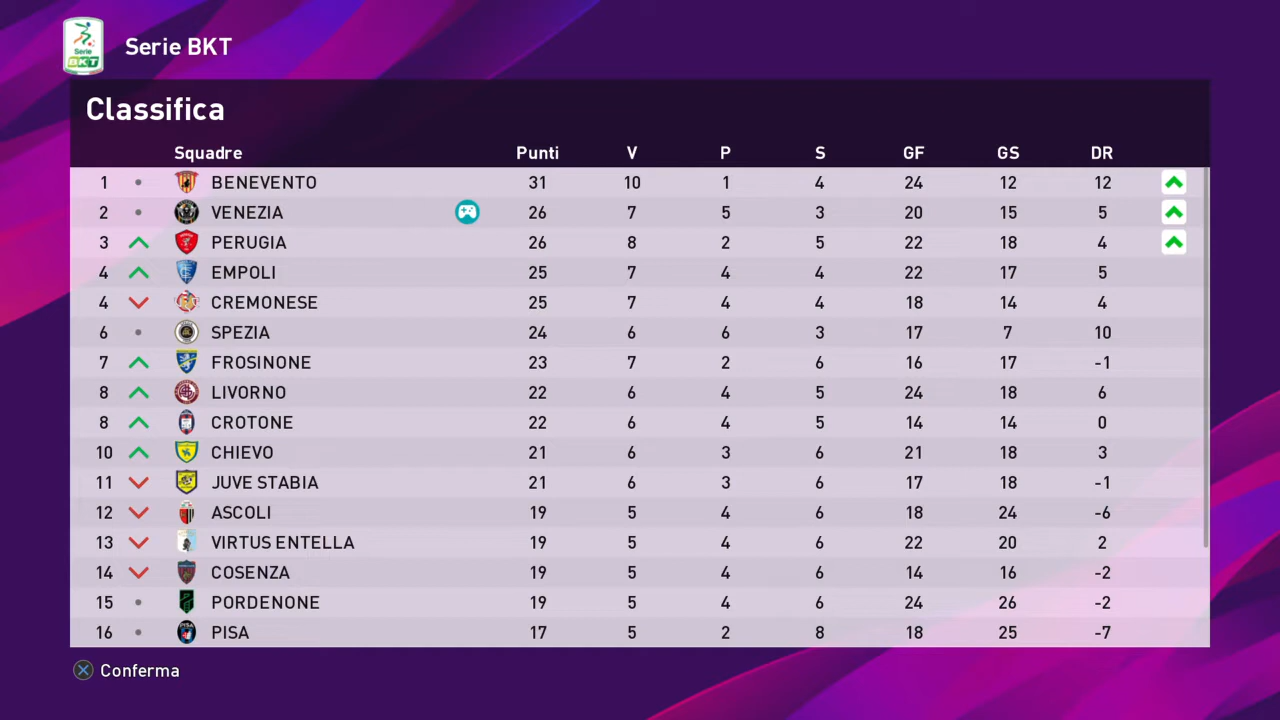 Serie BKT
Serie BKT
Classifica
Squadre Punti V P S GF GS DR
1 BENEVENTO 31 10 1 4 24 12 12
2 VENEZIA 26 7 5 3 20 15 5
3 PERUGIA 26 8 2 5 22 18 4
4 EMPOLI 25 7 4 4 22 17 5
4 CREMONESE 25 7 4 4 18 14 4
6 SPEZIA 24 6 6 3 17 7 10
7 FROSINONE 23 7 2 6 16 17 -1
8 LIVORNO 22 6 4 5 24 18 6
8 CROTONE 22 6 4 5 14 14 0
10 CHIEVO 21 6 3 6 21 18 3
11 JUVE STABIA 21 6 3 6 17 18 -1
12 ASCOLI 19 5 4 6 18 24 -6
13 VIRTUS ENTELLA 19 5 4 6 22 20 2
14 COSENZA 19 5 4 6 14 16 -2
15 PORDENONE 19 5 4 6 24 26 -2
16 PISA 17 5 2 8 18 25 -7
Conferma